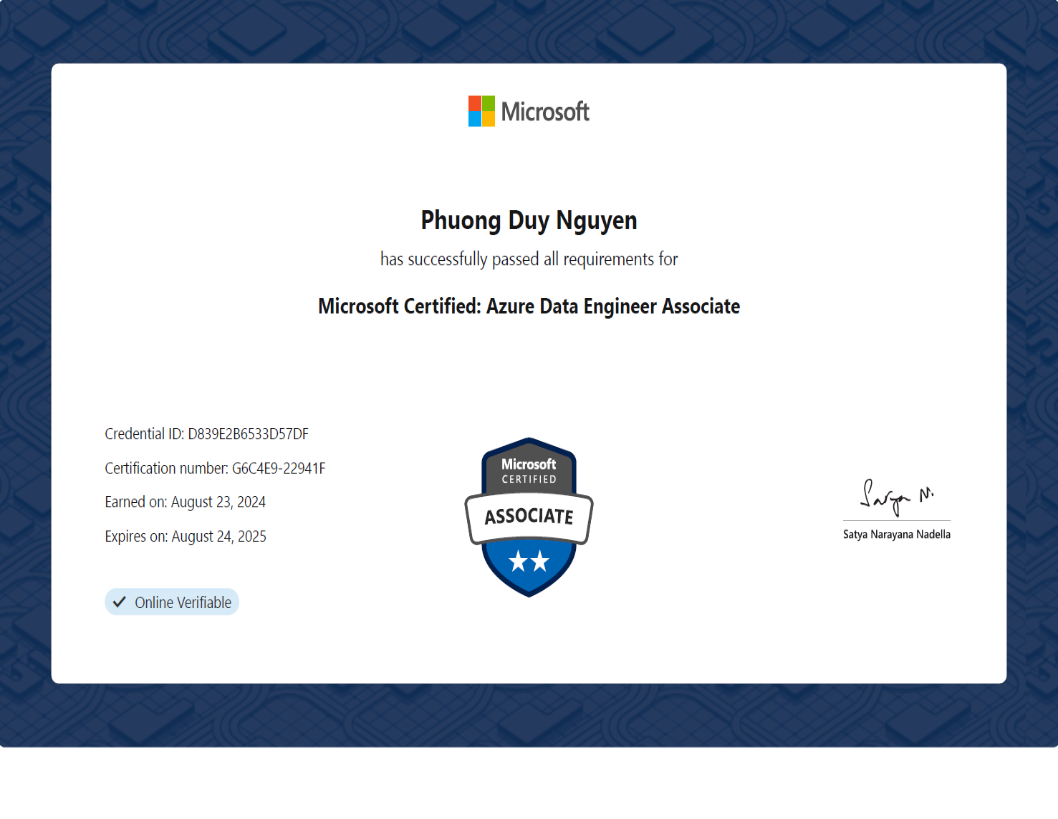 Microsoft
Phuong Duy Nguyen
has successfully passed all requirements for
Microsoft Certified: Azure Data Engineer Associate
Credential ID: D839E2B6533D57DF
Certification number: G6C4E9-22941F
Earned on: August 23, 2024
Expires on: August 24, 2025
Online Verifiable
Microsoft
CERTIFIED
ASSOCIATE
Satya N.
Satya Narayana Nadella